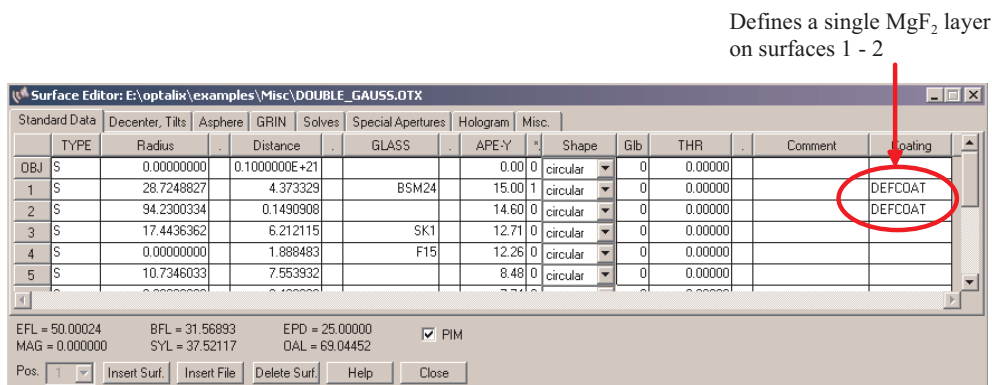 Defines a single MgF2 layer
on surfaces 1 - 2
Surface Editor: E:\optalix\examples\Misc\DOUBLE_GAUSS.OTX
Standard Data Decenter, Tilts Asphere GRIN Solves Special Apertures Hologram Misc.
TYPE Radius . Distance . GLASS . APE-Y * Shape Glb THR . Comment Coating
OBJ S 0.00000000 0.1000000E+21 0.00 0 circular 0 0.00000
1 S 28.7248827 4.373329 BSM24 15.00 1 circular 0 0.00000 DEFCOAT
2 S 94.2300334 0.1490908 14.60 0 circular 0 0.00000 DEFCOAT
3 S 17.4436362 6.212115 SK1 12.71 0 circular 0 0.00000
4 S 0.00000000 1.888483 F15 12.26 0 circular 0 0.00000
5 S 10.7346033 7.553932 8.48 0 circular 0 0.00000
EFL = 50.00024 BFL = 31.56893 EPD = 25.00000 PIM
MAG = 0.000000 SYL = 37.52117 OAL = 69.04452
Pos. 1 Insert Surf. Insert File Delete Surf. Help Close